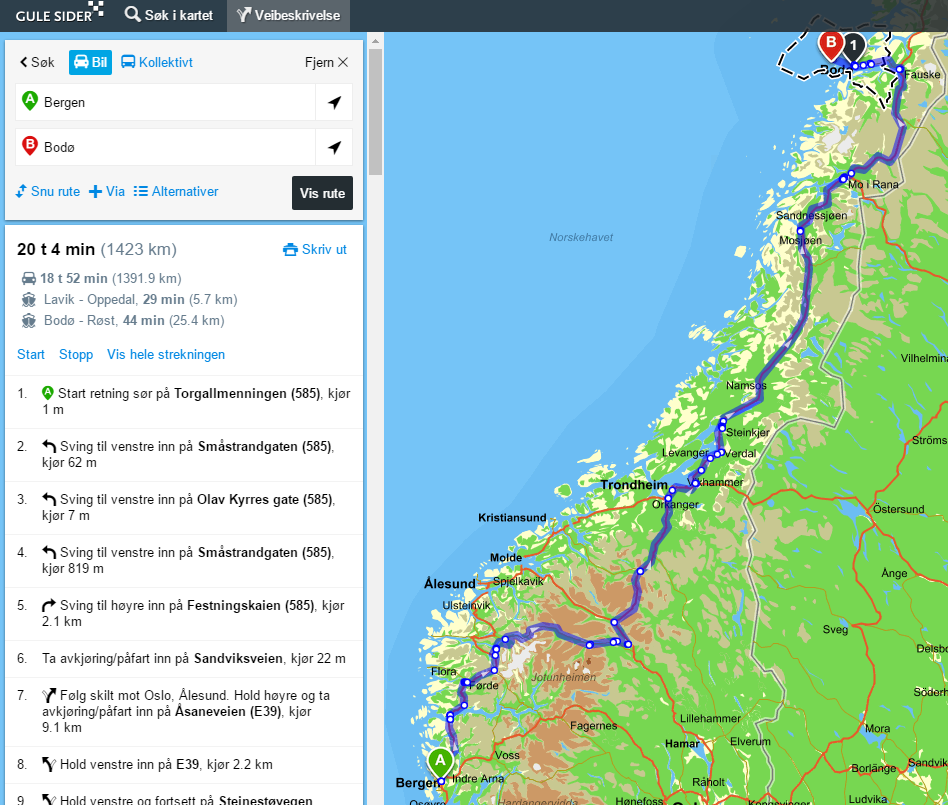 GULE SIDER
Søk i kartet
Veibeskrivelse
Søk
Bil
Kollektivt
Fjern
A
Bergen
B
Bodø
Snu rute
Via
Alternativer
Vis rute
20 t 4 min (1423 km)
Skriv ut
18 t 52 min (1391.9 km)
Lavik - Oppedal, 29 min (5.7 km)
Bodø - Røst, 44 min (25.4 km)
Start Stopp Vis hele strekningen
1. A Start retning sør på Torgallmenningen (585), kjør
1 m
2. Sving til venstre inn på Småstrandgaten (585),
kjør 62 m
3. Sving til venstre inn på Olav Kyrres gate (585),
kjør 7 m
4. Sving til venstre inn på Småstrandgaten (585),
kjør 819 m
5. Sving til høyre inn på Festningskaien (585), kjør
2.1 km
6. Ta avkjøring/påfart inn på Sandviksveien, kjør 22 m
7. Følg skilt mot Oslo, Ålesund. Hold høyre og ta
avkjøring/påfart inn på Åsaneveien (E39), kjør
9.1 km
8. Hold venstre inn på E39, kjør 2.2 km
9. Hold venstre og fortsett på Steinestøvegen
B
1
Fauske
Mo i Rana
Sandnessjøen
Mosjøen
Norskehavet
Vilhelmina
Namsos
Steinkjer
Ströms
Levanger
Verdal
Trondheim
Orkanger
Östersund
Kristiansund
Molde
Ånge
Ålesund
Spjelkavik
Ulsteinvik
Sveg
Delsbo
Flora
Førde
Jotunheimen
Söderh
Lillehammer
Fagernes
Mora
Hamar
Elverum
Voss
A
Borlänge
Sandvik
Bergen
Indre Arna
Råholt
Osøyro
Hardangervidda
Hønefoss
Kongsvinger
Ludvika